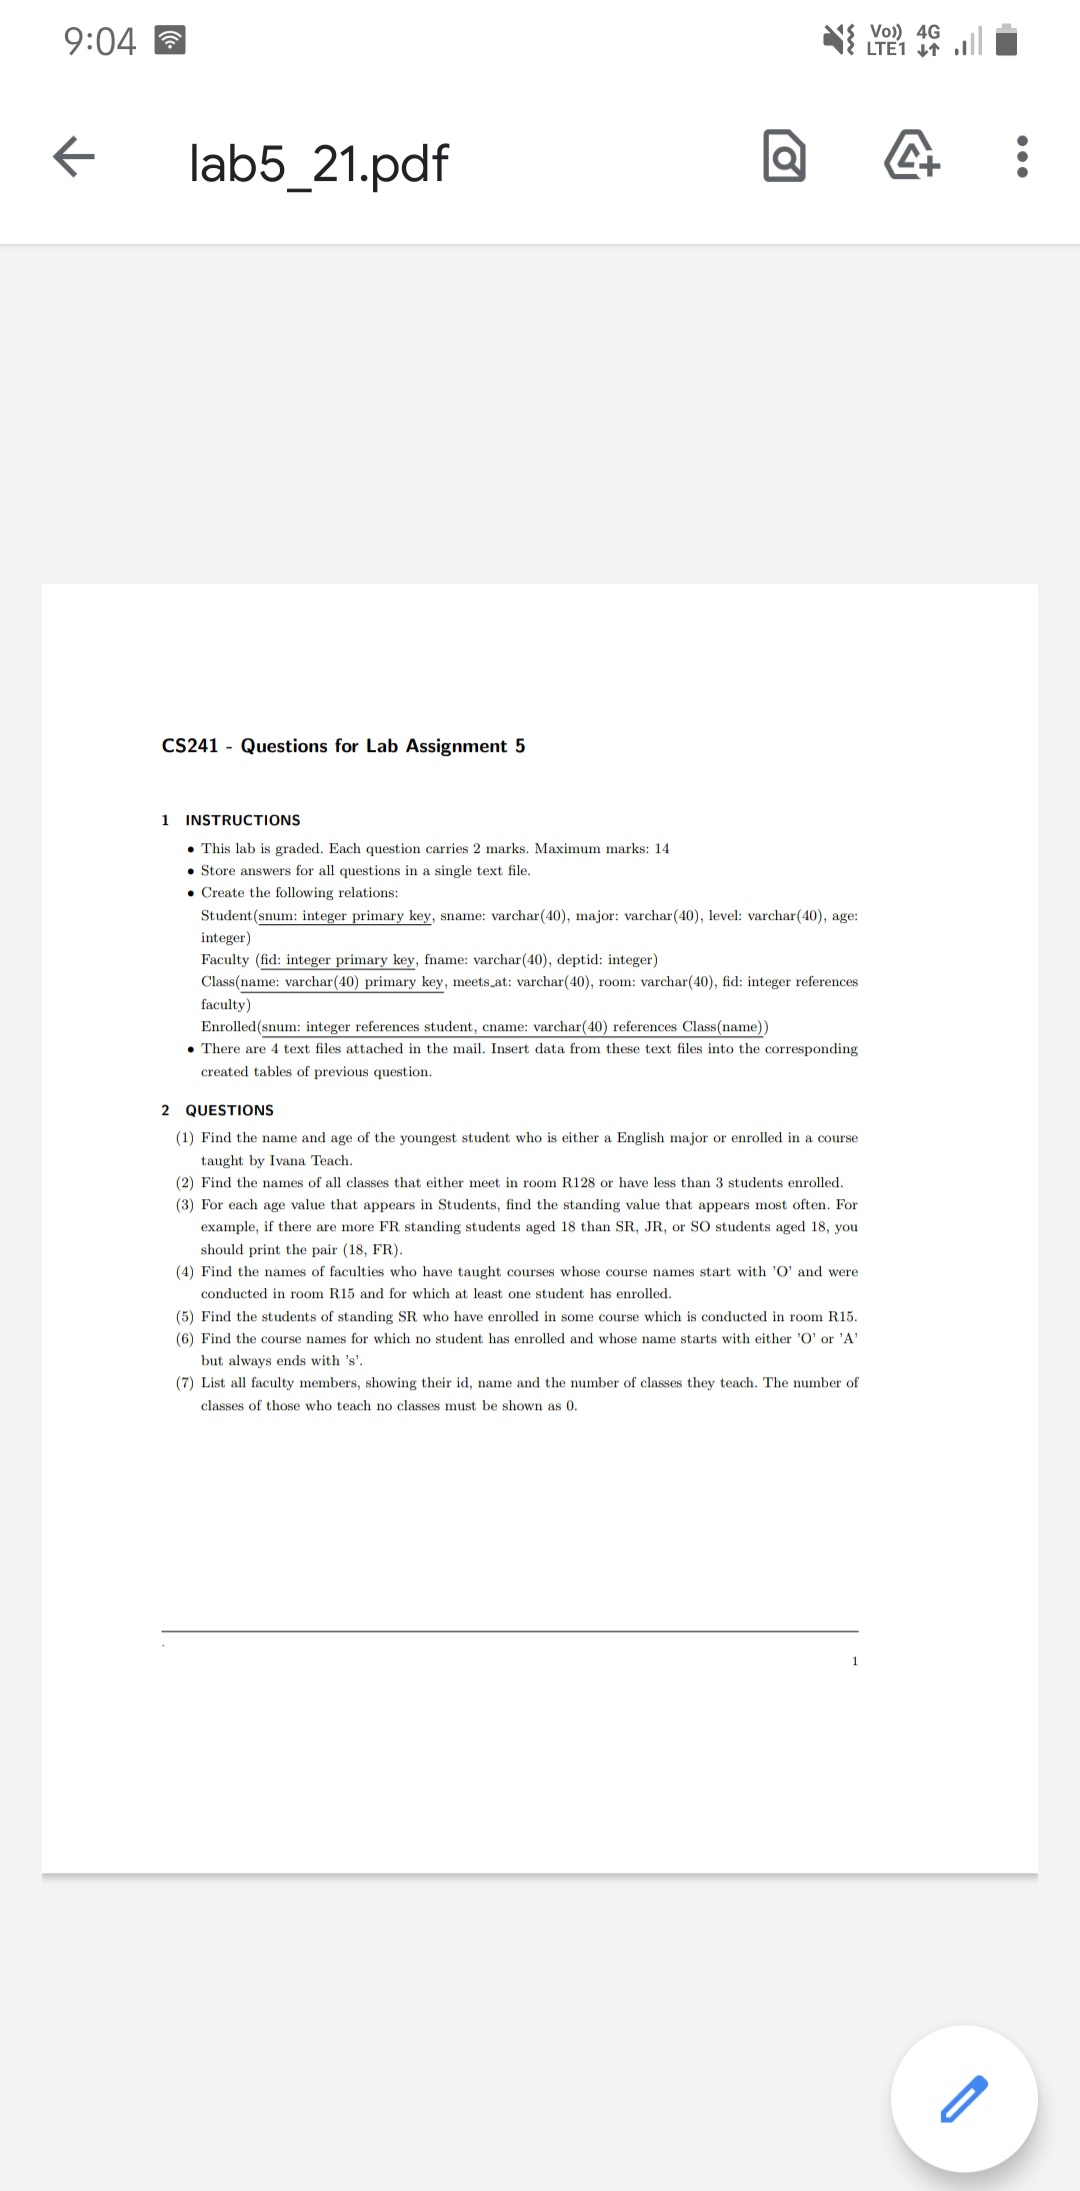 9:04
Vo)) 4G
LTE1
lab5_21.pdf
CS241 - Questions for Lab Assignment 5
1 INSTRUCTIONS
• This lab is graded. Each question carries 2 marks. Maximum marks: 14
• Store answers for all questions in a single text file.
• Create the following relations:
Student(snum: integer primary key, sname: varchar(40), major: varchar(40), level: varchar(40), age:
integer)
Faculty (fid: integer primary key, fname: varchar(40), deptid: integer)
Class(name: varchar(40) primary key, meets_at: varchar(40), room: varchar(40), fid: integer references
faculty)
Enrolled(snum: integer references student, cname: varchar(40) references Class(name))
• There are 4 text files attached in the mail. Insert data from these text files into the corresponding
created tables of previous question.
2 QUESTIONS
(1) Find the name and age of the youngest student who is either a English major or enrolled in a course
taught by Ivana Teach.
(2) Find the names of all classes that either meet in room R128 or have less than 3 students enrolled.
(3) For each age value that appears in Students, find the standing value that appears most often. For
example, if there are more FR standing students aged 18 than SR, JR, or SO students aged 18, you
should print the pair (18, FR).
(4) Find the names of faculties who have taught courses whose course names start with 'O' and were
conducted in room R15 and for which at least one student has enrolled.
(5) Find the students of standing SR who have enrolled in some course which is conducted in room R15.
(6) Find the course names for which no student has enrolled and whose name starts with either 'O' or 'A'
but always ends with 's'.
(7) List all faculty members, showing their id, name and the number of classes they teach. The number of
classes of those who teach no classes must be shown as 0.
.
1